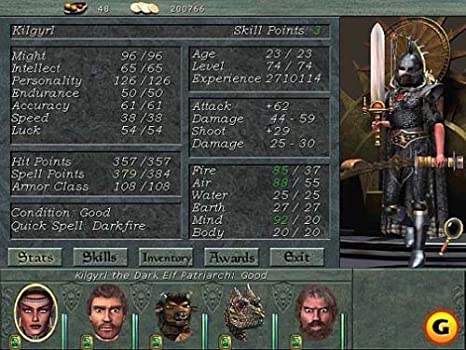 48 200766
Kilgyrl Skill Points: 3
Might 96 / 96
Intellect 65 / 65
Personality 126 / 126
Endurance 50 / 50
Accuracy 61 / 61
Speed 38 / 38
Luck 54 / 54
Hit Points 357 / 357
Spell Points 379 / 384
Armor Class 108 / 108
Condition: Good
Quick Spell: Darkfire
Age 23 / 23
Level 74 / 74
Experience 2710114
Attack +62
Damage 44 - 59
Shoot +29
Damage 25 - 30
Fire 85 / 37
Air 88 / 55
Water 25 / 25
Earth 27 / 27
Mind 92 / 20
Body 20 / 20
Stats Skills Inventory Awards Exit
Kilgyrl the Dark Elf Patriarch: Good
G